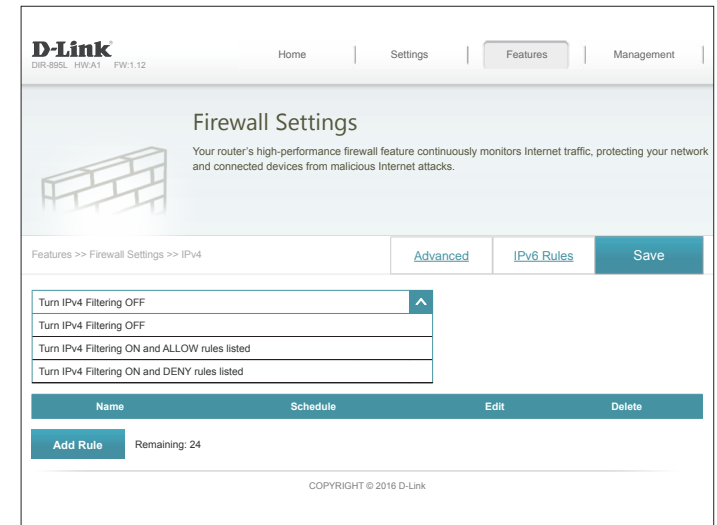 D-Link
DIR-895L HW:A1 FW:1.12
Home
Settings
Features
Management
Firewall Settings
Your router's high-performance firewall feature continuously monitors Internet traffic, protecting your network
and connected devices from malicious Internet attacks.
Features >> Firewall Settings >> IPv4
Advanced
IPv6 Rules
Save
Turn IPv4 Filtering OFF
Turn IPv4 Filtering OFF
Turn IPv4 Filtering ON and ALLOW rules listed
Turn IPv4 Filtering ON and DENY rules listed
Name Schedule Edit Delete
Add Rule Remaining: 24
COPYRIGHT © 2016 D-Link